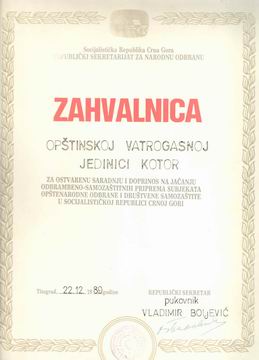 Socijalistička Republika Crna Gora
REPUBLIČKI SEKRETARIJAT ZA NARODNU ODBRANU
ZAHVALNICA
OPŠTINSKOJ VATROGASNOJ
JEDINICI KOTOR
ZA OSTVARENU SARADNJU I DOPRINOS NA JAČANJU
ODBRAMBENO-SAMOZAŠTITNIH PRIPREMA SUBJEKATA
OPŠTENARODNE ODBRANE I DRUŠTVENE SAMOZAŠTITE
U SOCIJALISTIČKOJ REPUBLICI CRNOJ GORI
Titograd, 22.12.1989 godine
REPUBLIČKI SEKRETAR
pukovnik
VLADIMIR BOJEVIĆ